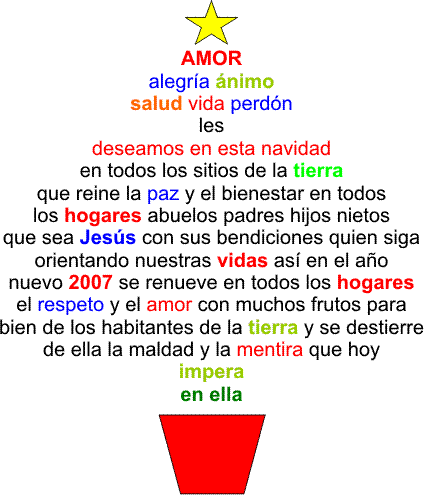 AMOR
alegría ánimo
salud vida perdón
les
deseamos en esta navidad
en todos los sitios de la tierra
que reine la paz y el bienestar en todos
los hogares abuelos padres hijos nietos
que sea Jesús con sus bendiciones quien siga
orientando nuestras vidas así en el año
nuevo 2007 se renueve en todos los hogares
el respeto y el amor con muchos frutos para
bien de los habitantes de la tierra y se destierre
de ella la maldad y la mentira que hoy
impera
en ella